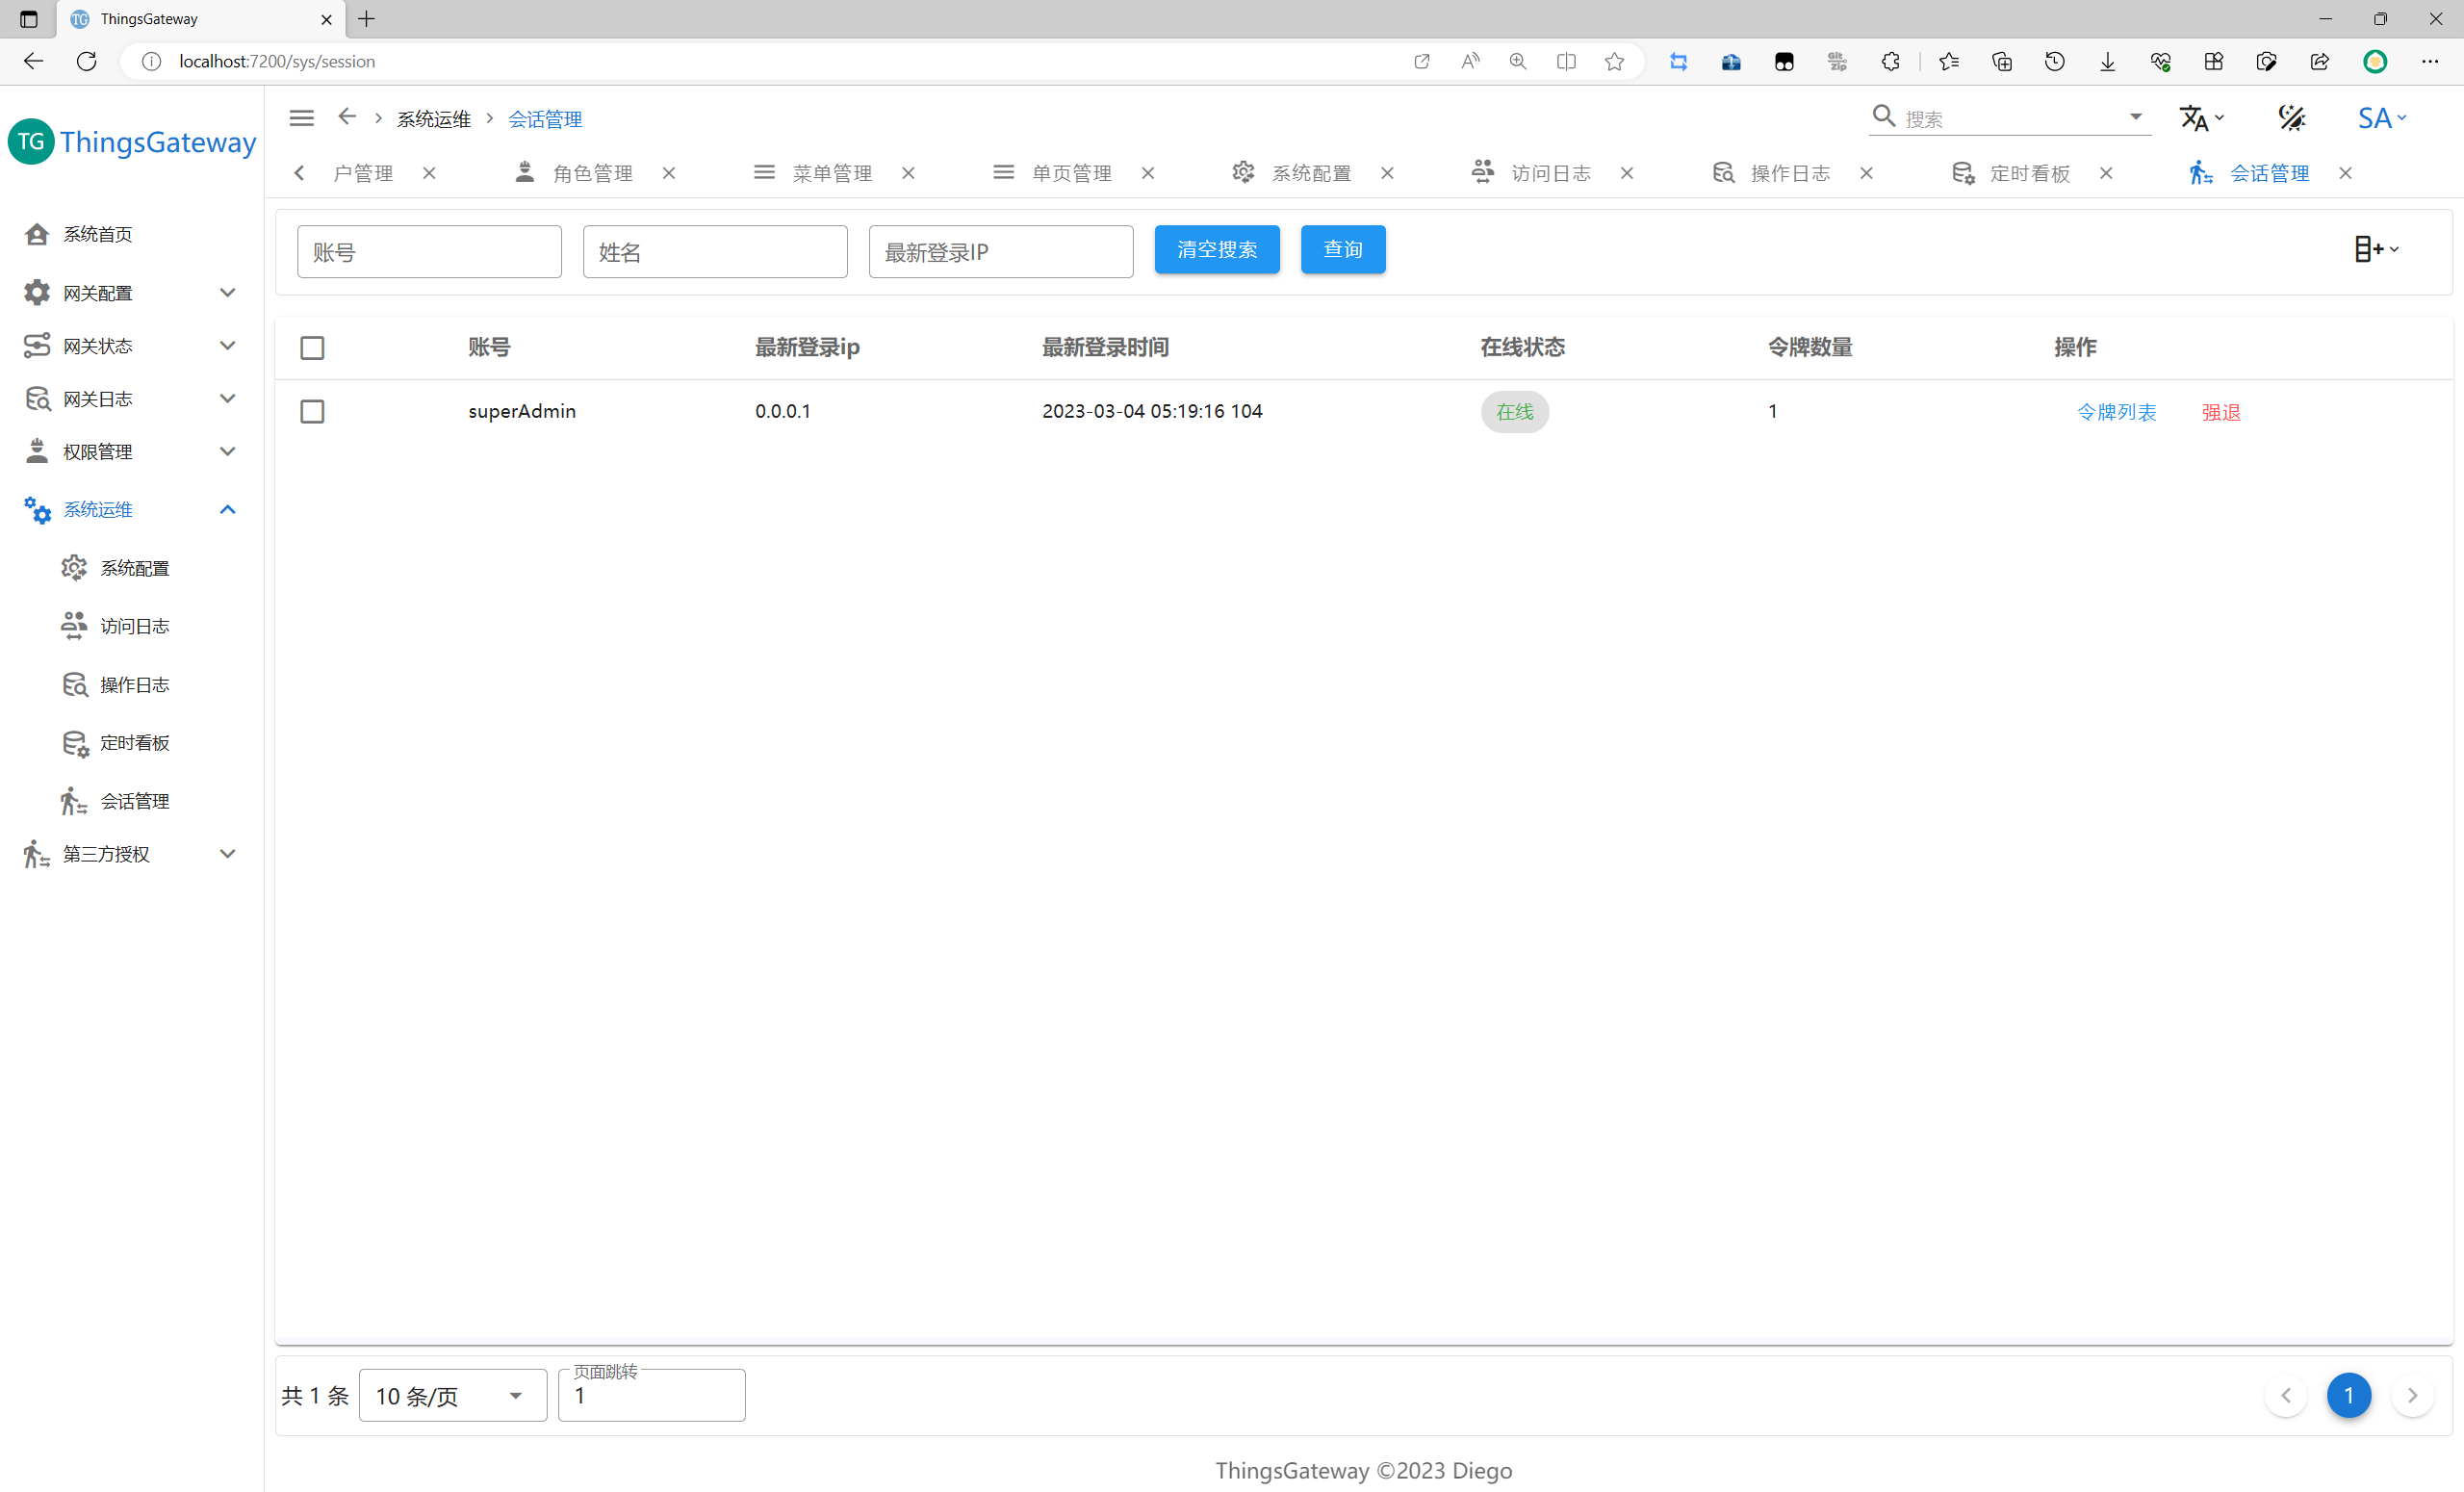 TG ThingsGateway
localhost:7200/sys/session
Git zip
TG ThingsGateway
系统运维 会话管理
搜索
SA
户管理 角色管理 菜单管理 单页管理 系统配置 访问日志 操作日志 定时看板 会话管理
系统首页
网关配置
网关状态
网关日志
权限管理
系统运维
系统配置
访问日志
操作日志
定时看板
会话管理
第三方授权
账号 姓名 最新登录IP 清空搜索 查询
账号 最新登录ip 最新登录时间 在线状态 令牌数量 操作
superAdmin 0.0.0.1 2023-03-04 05:19:16 104 在线 1 令牌列表 强退
页面跳转
共 1 条 10 条/页 1 1
ThingsGateway ©2023 Diego